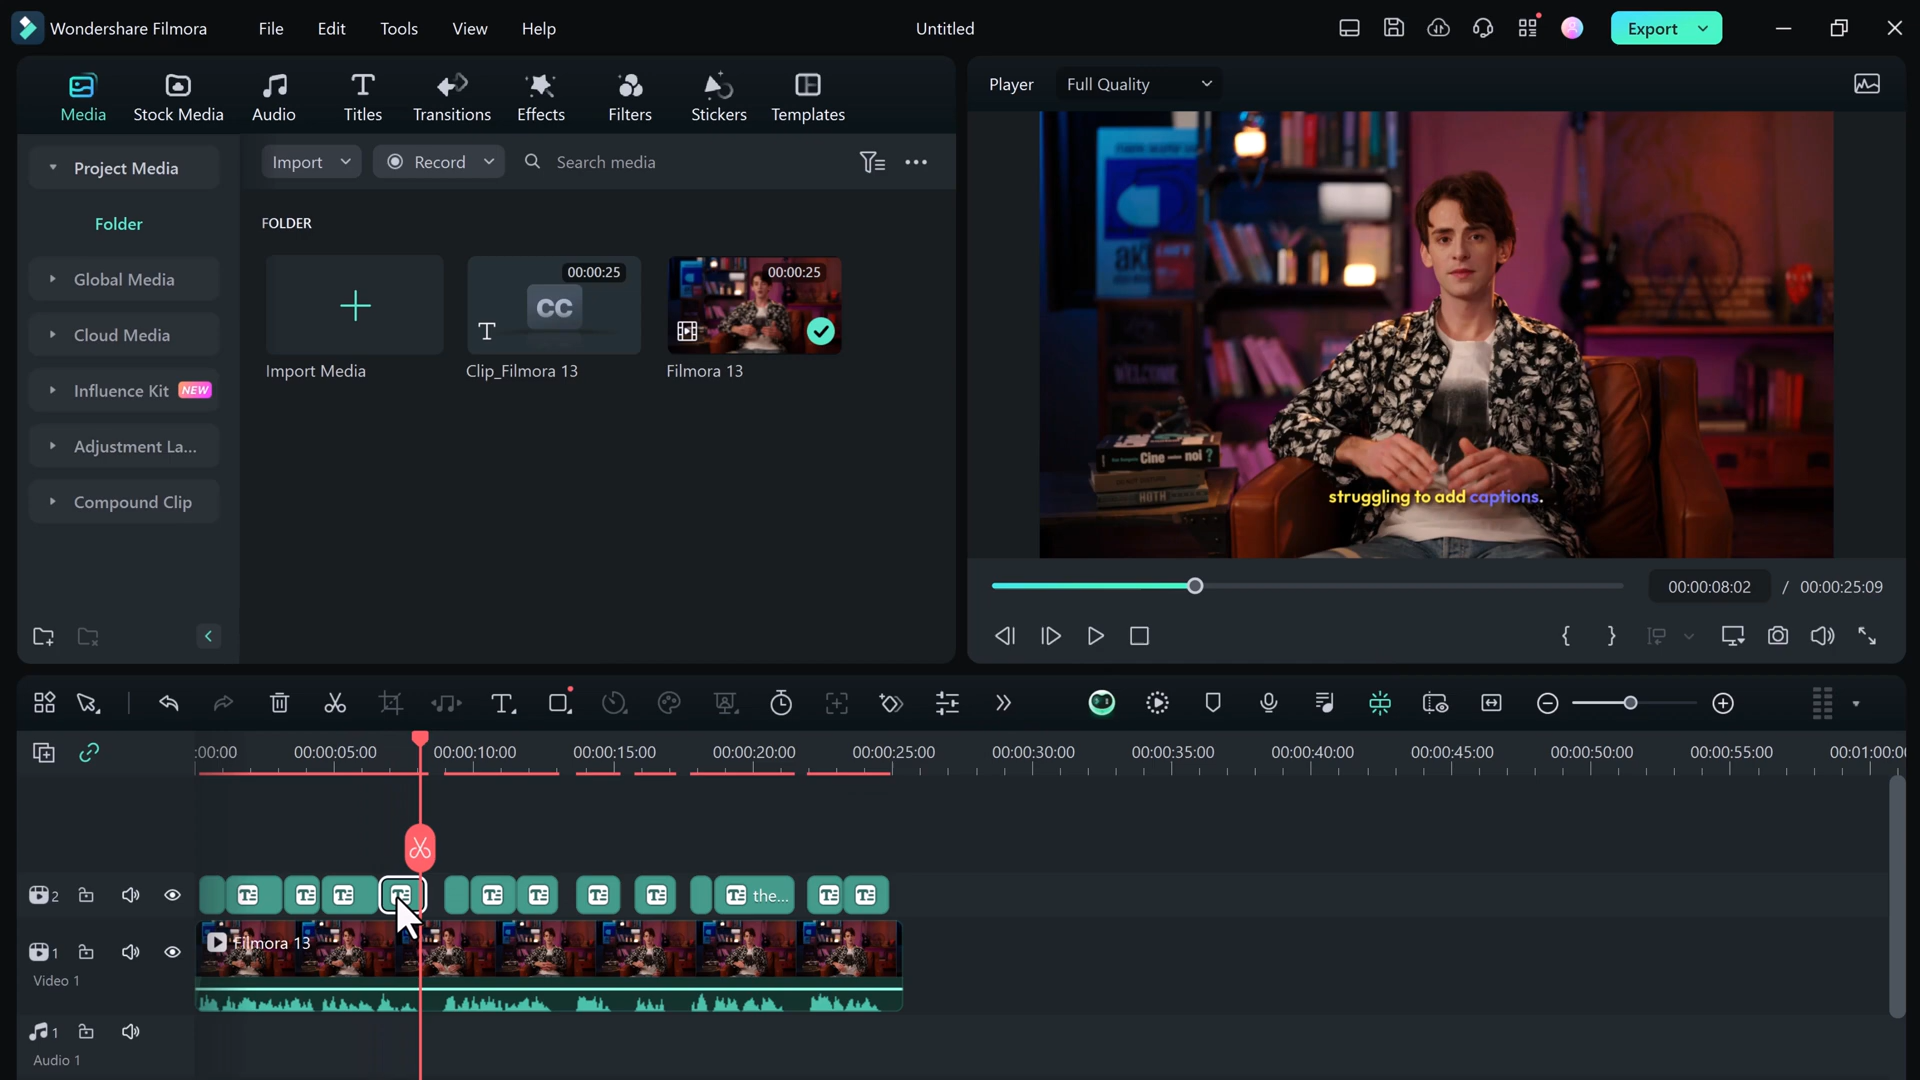 Wondershare Filmora
File
Edit
Tools
View
Help
Untitled
Export
Media
Stock Media
Audio
Titles
Transitions
Effects
Filters
Stickers
Templates
Player
Full Quality
Project Media
Folder
Global Media
Cloud Media
Influence Kit NEW
Adjustment La...
Compound Clip
Import
Record
Search media
FOLDER
Import Media
00:00:25
CC
T
Clip_Filmora 13
00:00:25
Filmora 13
WELCOME
Cine - noi ?
struggling to add captions.
00:00:08:02 / 00:00:25:09
:00:00 00:00:05:00 00:00:10:00 00:00:15:00 00:00:20:00 00:00:25:00 00:00:30:00 00:00:35:00 00:00:40:00 00:00:45:00 00:00:50:00 00:00:55:00 00:01:00:0
2
the...
1
Filmora 13
Video 1
1
Audio 1